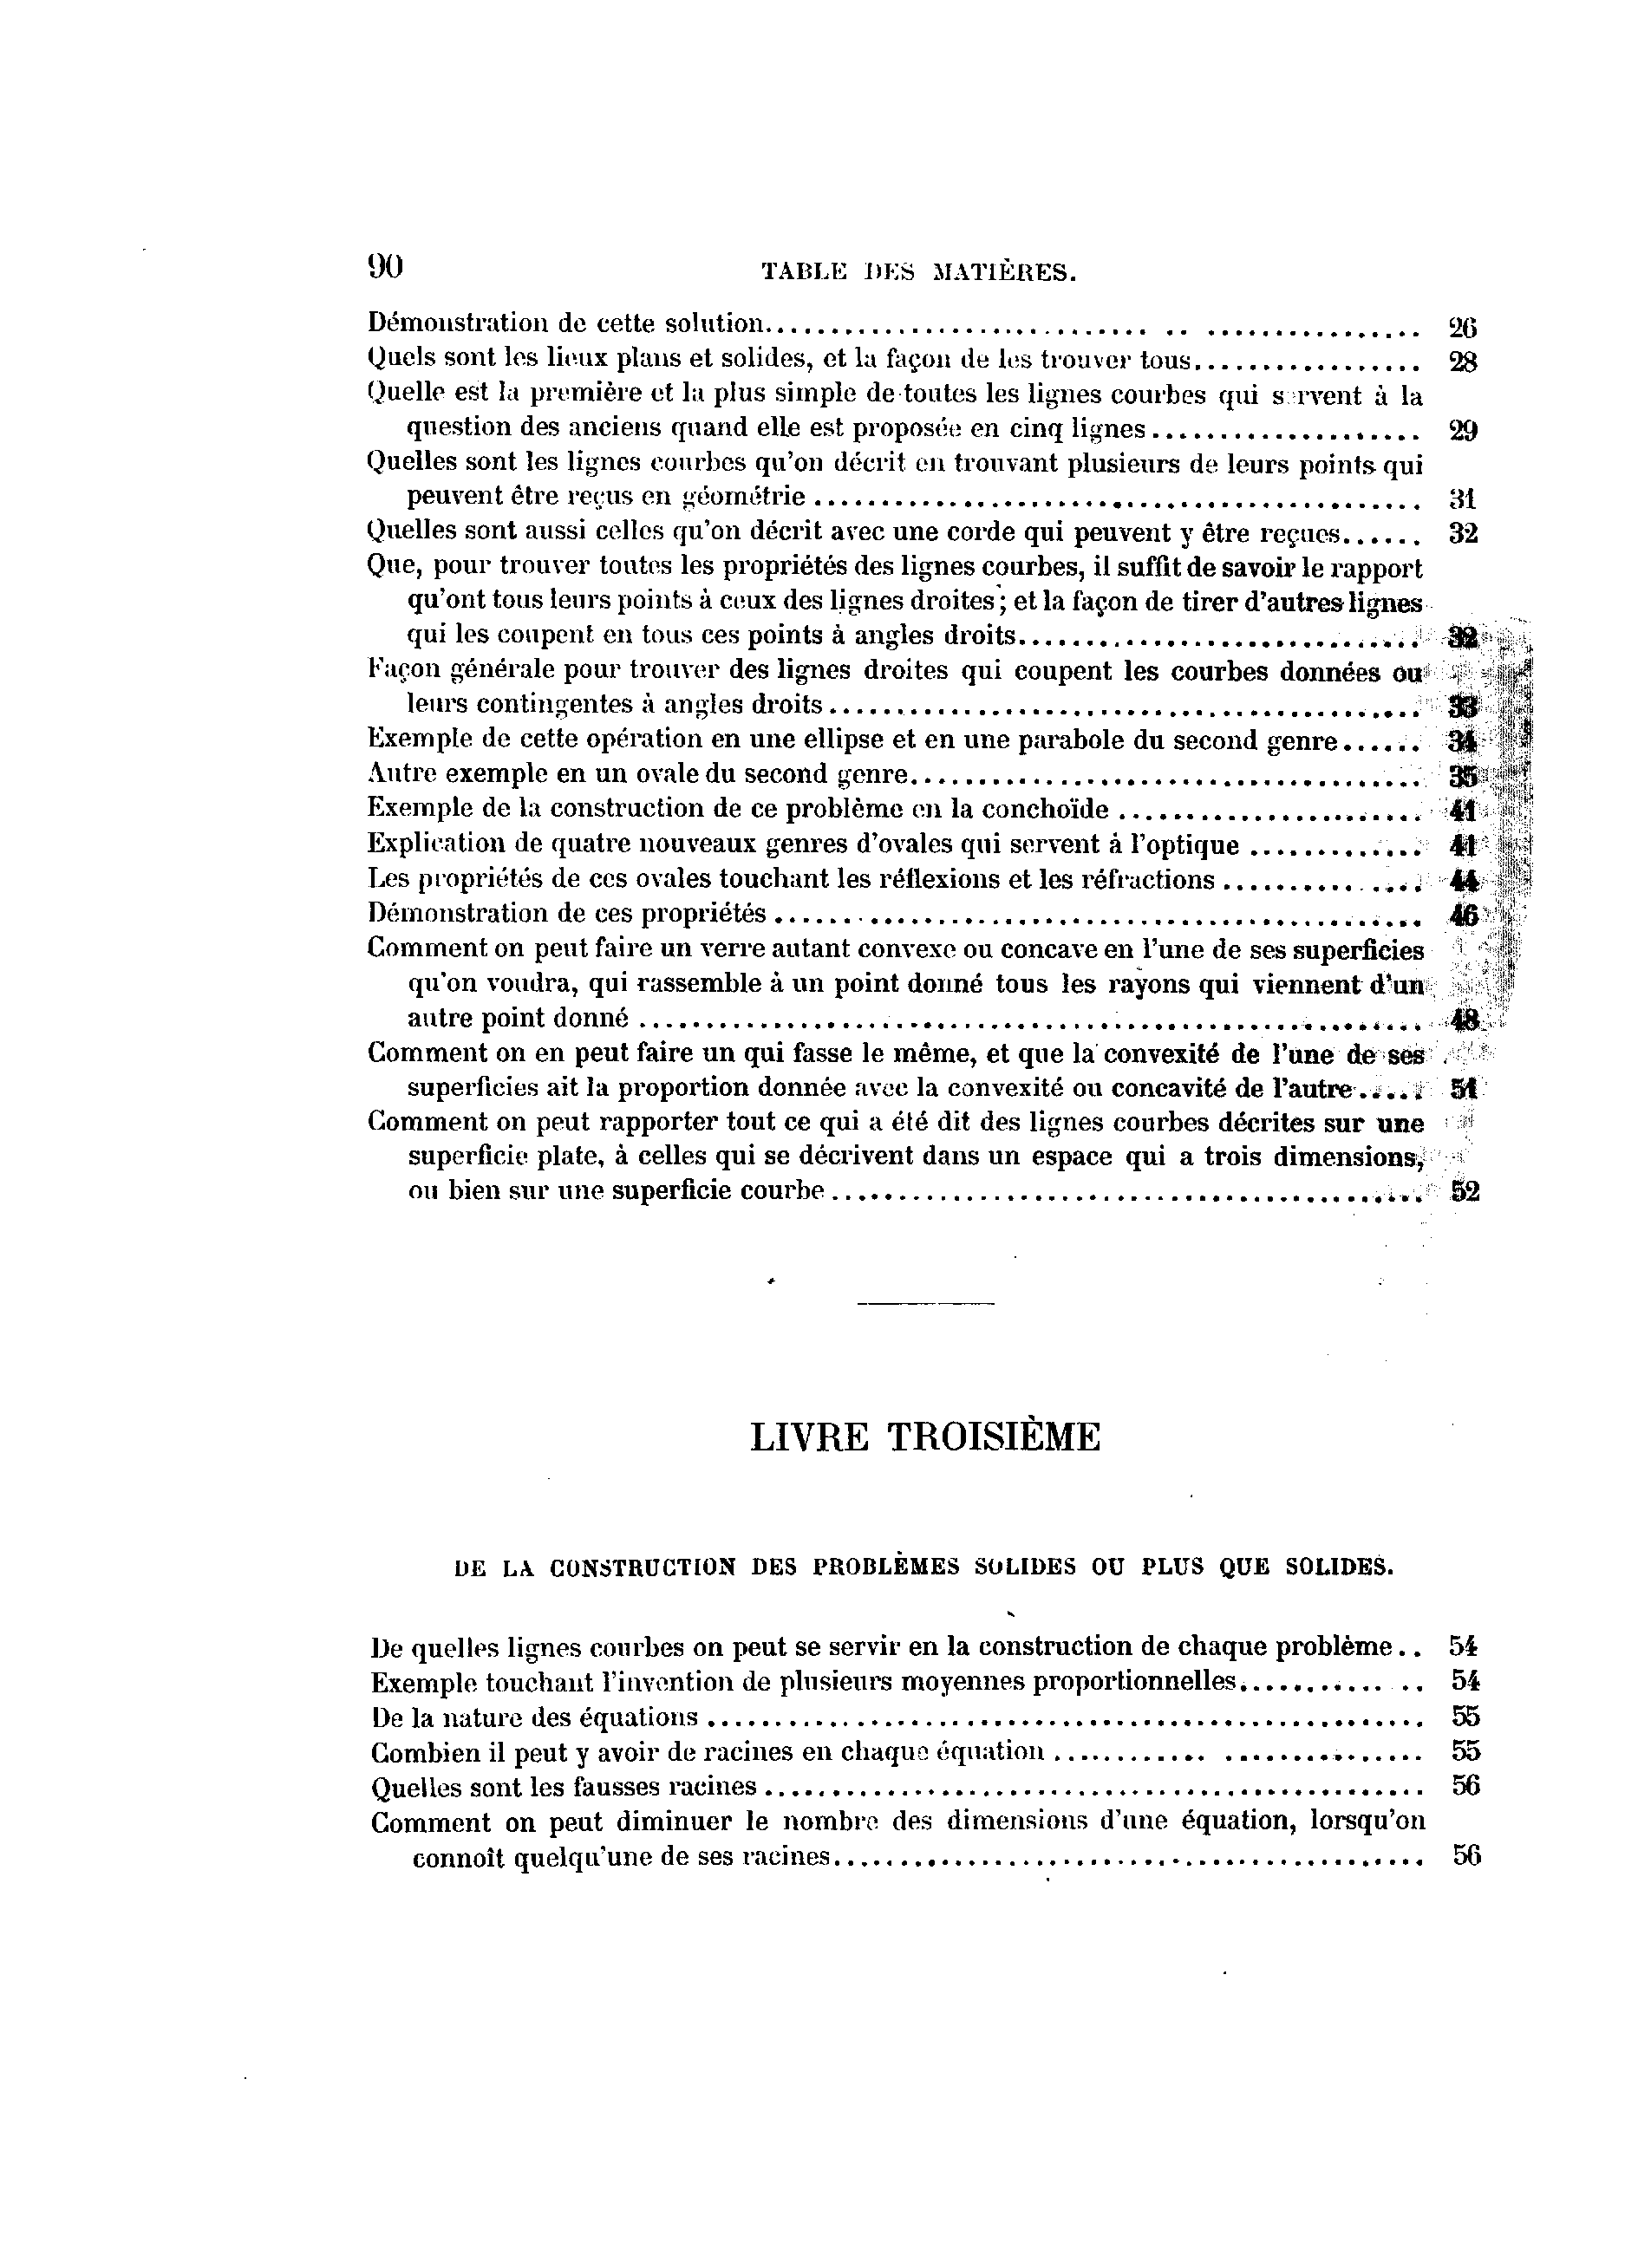 90 TABLE DES MATIÈRES.
Démonstration de cette solution........................................ 26
Quels sont les lieux plans et solides, et la façon de les trouver tous................. 28
Quelle est la première et la plus simple de toutes les lignes courbes qui servent à la
question des anciens quand elle est proposée en cinq lignes.................... 29
Quelles sont les lignes courbes qu'on décrit en trouvant plusieurs de leurs points qui
peuvent être reçus en géométrie ............................................. 31
Quelles sont aussi celles qu'on décrit avec une corde qui peuvent y être reçues...... 32
Que, pour trouver toutes les propriétés des lignes courbes, il suffit de savoir le rapport
qu'ont tous leurs points à ceux des lignes droites; et la façon de tirer d'autres lignes
qui les coupent en tous ces points à angles droits.............................. 32
Façon générale pour trouver des lignes droites qui coupent les courbes données ou
leurs contingentes à angles droits............................................ 33
Exemple de cette opération en une ellipse et en une parabole du second genre...... 34
Autre exemple en un ovale du second genre...................................... 35
Exemple de la construction de ce problème en la conchoïde ....................... 41
Explication de quatre nouveaux genres d'ovales qui servent à l'optique ............. 41
Les propriétés de ces ovales touchant les réflexions et les réfractions ............... 44
Démonstration de ces propriétés ................................................ 46
Comment on peut faire un verre autant convexe ou concave en l'une de ses superficies
qu'on voudra, qui rassemble à un point donné tous les rayons qui viennent d'un
autre point donné .......................................................... 48
Comment on en peut faire un qui fasse le même, et que la convexité de l'une de ses
superficies ait la proportion donnée avec la convexité ou concavité de l'autre..... 51
Comment on peut rapporter tout ce qui a été dit des lignes courbes décrites sur une
superficie plate, à celles qui se décrivent dans un espace qui a trois dimensions,
ou bien sur une superficie courbe............................................ 52
LIVRE TROISIÈME
DE LA CONSTRUCTION DES PROBLÈMES SOLIDES OU PLUS QUE SOLIDES.
De quelles lignes courbes on peut se servir en la construction de chaque problème.. 54
Exemple touchant l'invention de plusieurs moyennes proportionnelles.............. 54
De la nature des équations ..................................................... 55
Combien il peut y avoir de racines en chaque équation ........................... 55
Quelles sont les fausses racines................................................. 56
Comment on peut diminuer le nombre des dimensions d'une équation, lorsqu'on
connoît quelqu'une de ses racines............................................ 56